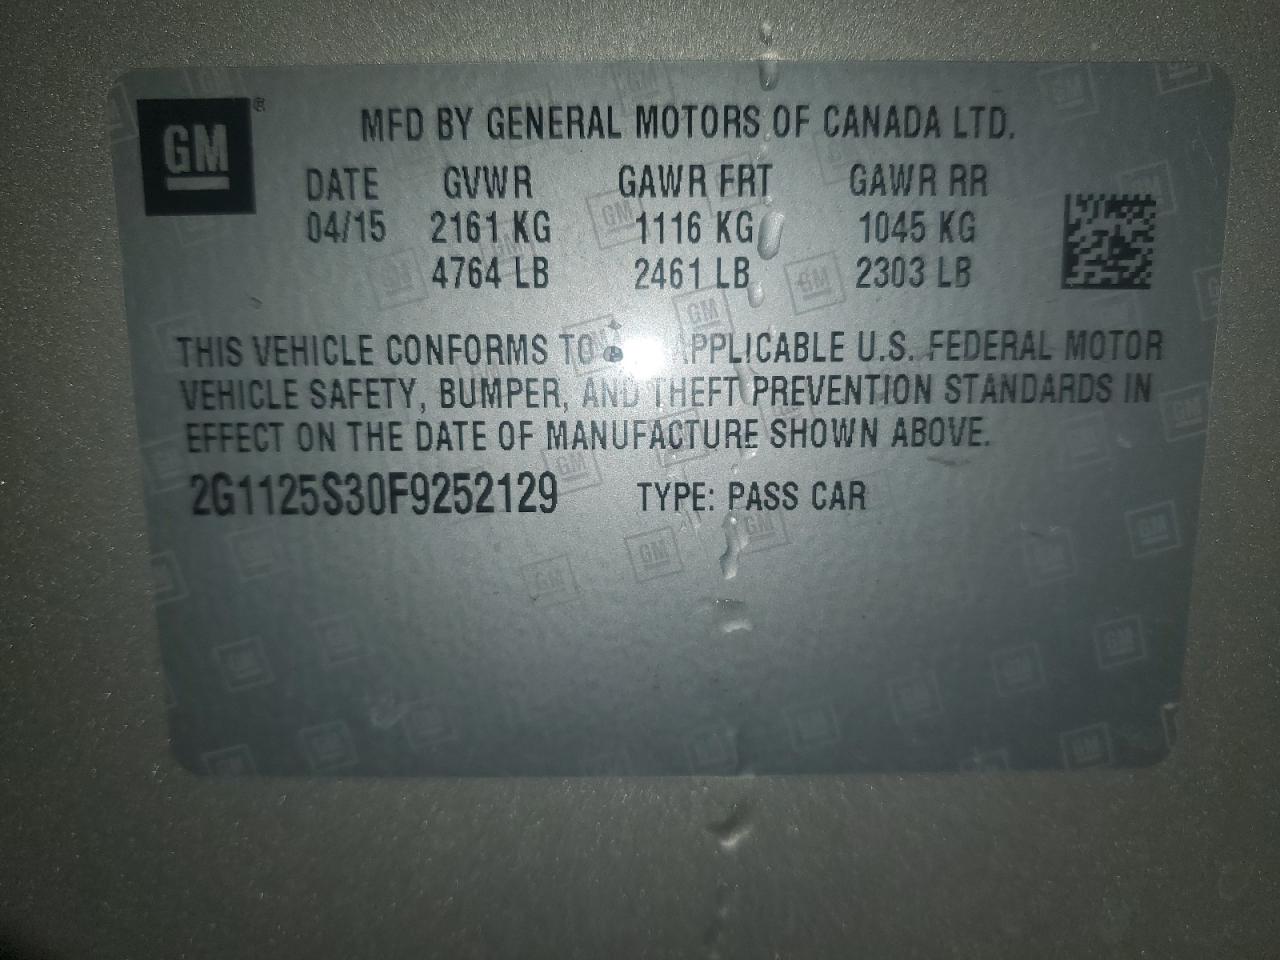 GM®
MFD BY GENERAL MOTORS OF CANADA LTD.
DATE GVWR GAWR FRT GAWR RR
04/15 2161 KG 1116 KG 1045 KG
4764 LB 2461 LB 2303 LB
THIS VEHICLE CONFORMS TO APPLICABLE U.S. FEDERAL MOTOR
VEHICLE SAFETY, BUMPER, AND THEFT PREVENTION STANDARDS IN
EFFECT ON THE DATE OF MANUFACTURE SHOWN ABOVE.
2G1125S30F9252129 TYPE: PASS CAR